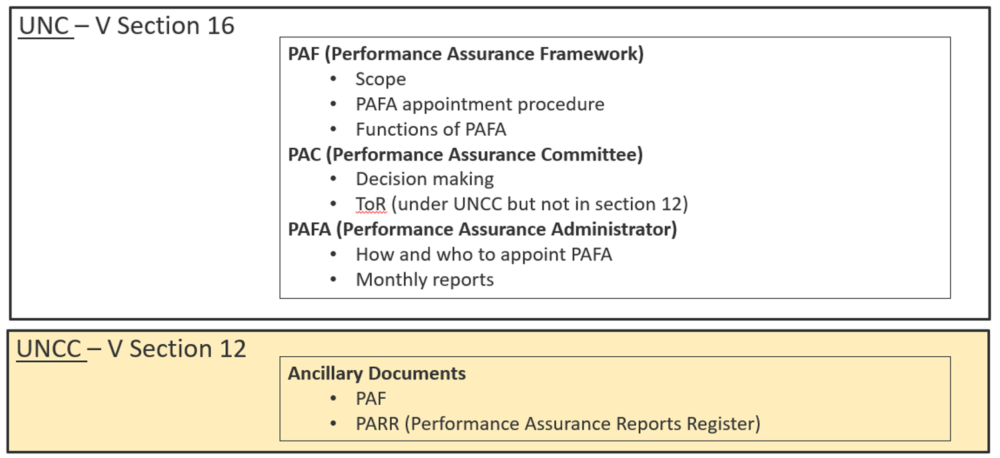 UNC – V Section 16
PAF (Performance Assurance Framework)
• Scope
• PAFA appointment procedure
• Functions of PAFA
PAC (Performance Assurance Committee)
• Decision making
• ToR (under UNCC but not in section 12)
PAFA (Performance Assurance Administrator)
• How and who to appoint PAFA
• Monthly reports
UNCC – V Section 12
Ancillary Documents
• PAF
• PARR (Performance Assurance Reports Register)